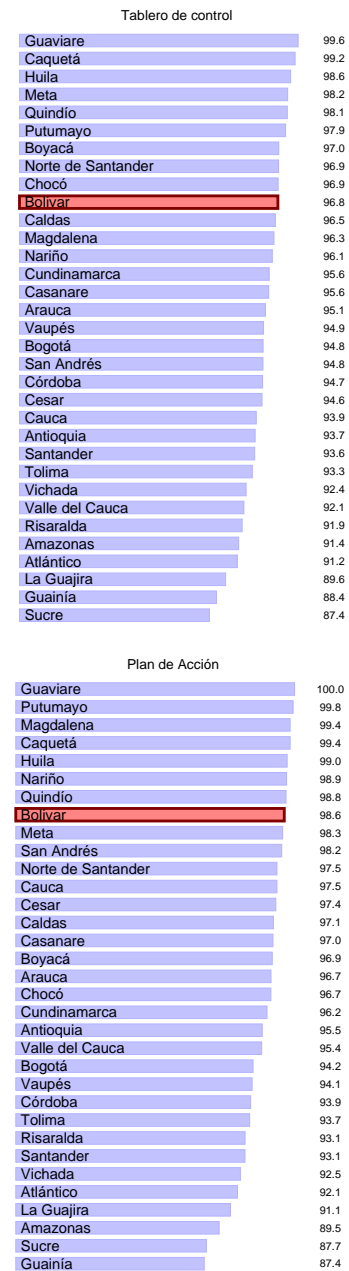 Tablero de control
Guaviare 99.6
Caquetá 99.2
Huila 98.6
Meta 98.2
Quindío 98.1
Putumayo 97.9
Boyacá 97.0
Norte de Santander 96.9
Chocó 96.9
Bolivar 96.8
Caldas 96.5
Magdalena 96.3
Nariño 96.1
Cundinamarca 95.6
Casanare 95.6
Arauca 95.1
Vaupés 94.9
Bogotá 94.8
San Andrés 94.8
Córdoba 94.7
Cesar 94.6
Cauca 93.9
Antioquia 93.7
Santander 93.6
Tolima 93.3
Vichada 92.4
Valle del Cauca 92.1
Risaralda 91.9
Amazonas 91.4
Atlántico 91.2
La Guajira 89.6
Guainía 88.4
Sucre 87.4
Plan de Acción
Guaviare 100.0
Putumayo 99.8
Magdalena 99.4
Caquetá 99.4
Huila 99.0
Nariño 98.9
Quindío 98.8
Bolivar 98.6
Meta 98.3
San Andrés 98.2
Norte de Santander 97.5
Cauca 97.5
Cesar 97.4
Caldas 97.1
Casanare 97.0
Boyacá 96.9
Arauca 96.7
Chocó 96.7
Cundinamarca 96.2
Antioquia 95.5
Valle del Cauca 95.4
Bogotá 94.2
Vaupés 94.1
Córdoba 93.9
Tolima 93.7
Risaralda 93.1
Santander 93.1
Vichada 92.5
Atlántico 92.1
La Guajira 91.1
Amazonas 89.5
Sucre 87.7
Guainía 87.4